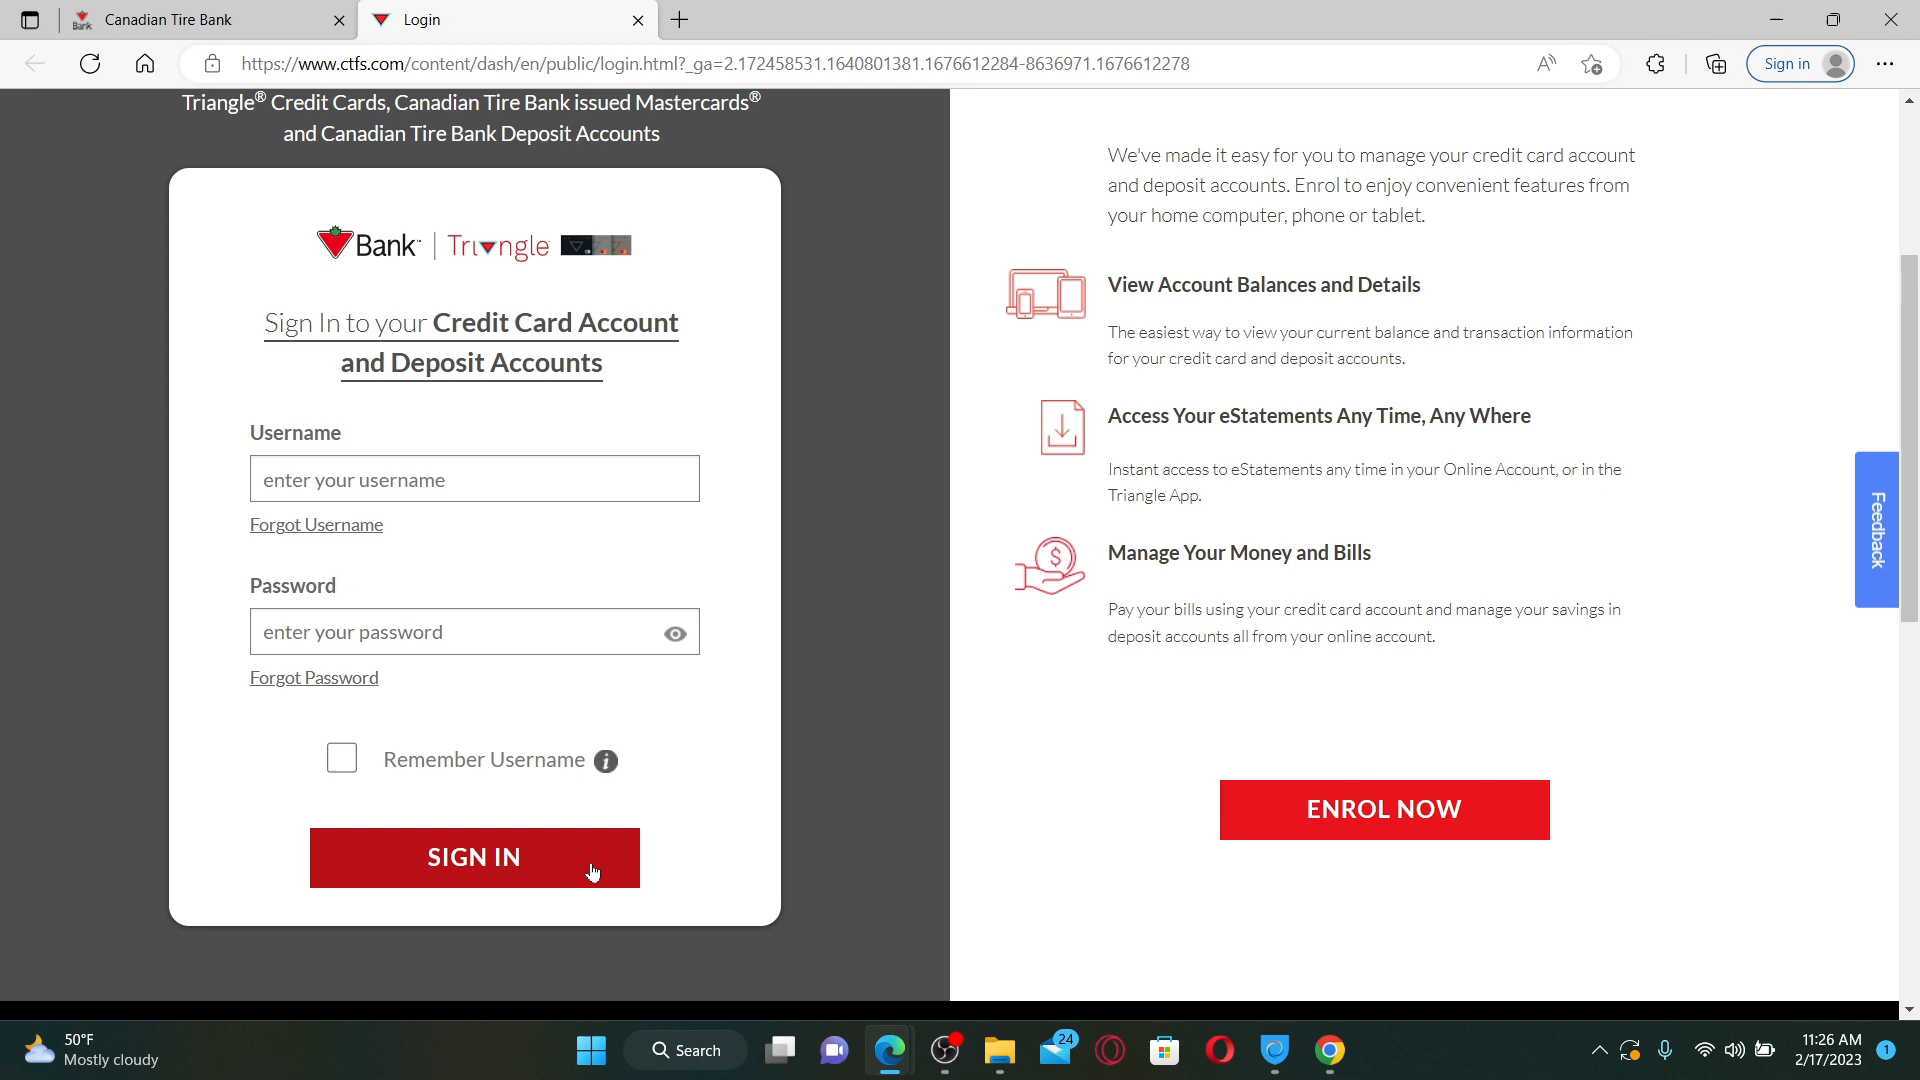 Bank Canadian Tire Bank
Login
https://www.ctfs.com/content/dash/en/public/login.html?_ga=2.172458531.1640801381.1676612284-8636971.1676612278
Sign in
Triangle® Credit Cards, Canadian Tire Bank issued Mastercards®
and Canadian Tire Bank Deposit Accounts
Bank™ | Triangle
Sign In to your Credit Card Account
and Deposit Accounts
Username
enter your username
Forgot Username
Password
enter your password
Forgot Password
Remember Username i
SIGN IN
We've made it easy for you to manage your credit card account
and deposit accounts. Enrol to enjoy convenient features from
your home computer, phone or tablet.
View Account Balances and Details
The easiest way to view your current balance and transaction information
for your credit card and deposit accounts.
Access Your eStatements Any Time, Any Where
Instant access to eStatements any time in your Online Account, or in the
Triangle App.
$
Manage Your Money and Bills
Pay your bills using your credit card account and manage your savings in
deposit accounts all from your online account.
ENROL NOW
Feedback
50°F
Mostly cloudy
Search
24
11:26 AM
2/17/2023
1